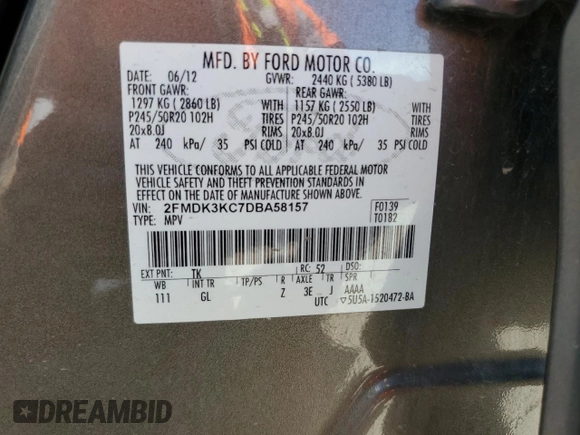 MFD. BY FORD MOTOR CO.
DATE: 06/12 GVWR: 2440 KG ( 5380 LB)
FRONT GAWR: REAR GAWR:
1297 KG ( 2860 LB) WITH 1157 KG ( 2550 LB) WITH
P245/50R20 102H TIRES P245/50R20 102H TIRES
20x8.0J RIMS 20x8.0J RIMS
AT 240 kPa/ 35 PSI COLD AT 240 kPa/ 35 PSI COLD
THIS VEHICLE CONFORMS TO ALL APPLICABLE FEDERAL MOTOR
VEHICLE SAFETY AND THEFT PREVENTION STANDARDS IN
EFFECT ON THE DATE OF MANUFACTURE SHOWN ABOVE.
VIN: 2FMDK3KC7DBA58157 F0139
TYPE: MPV T0182
EXT PNT: TK RC: 52 DSO:
WB INT TR TP/PS R AXLE TR SPR
111 GL Z 3E J AAAA
UTC ▽5U5A-1520472-BA
DREAMBID